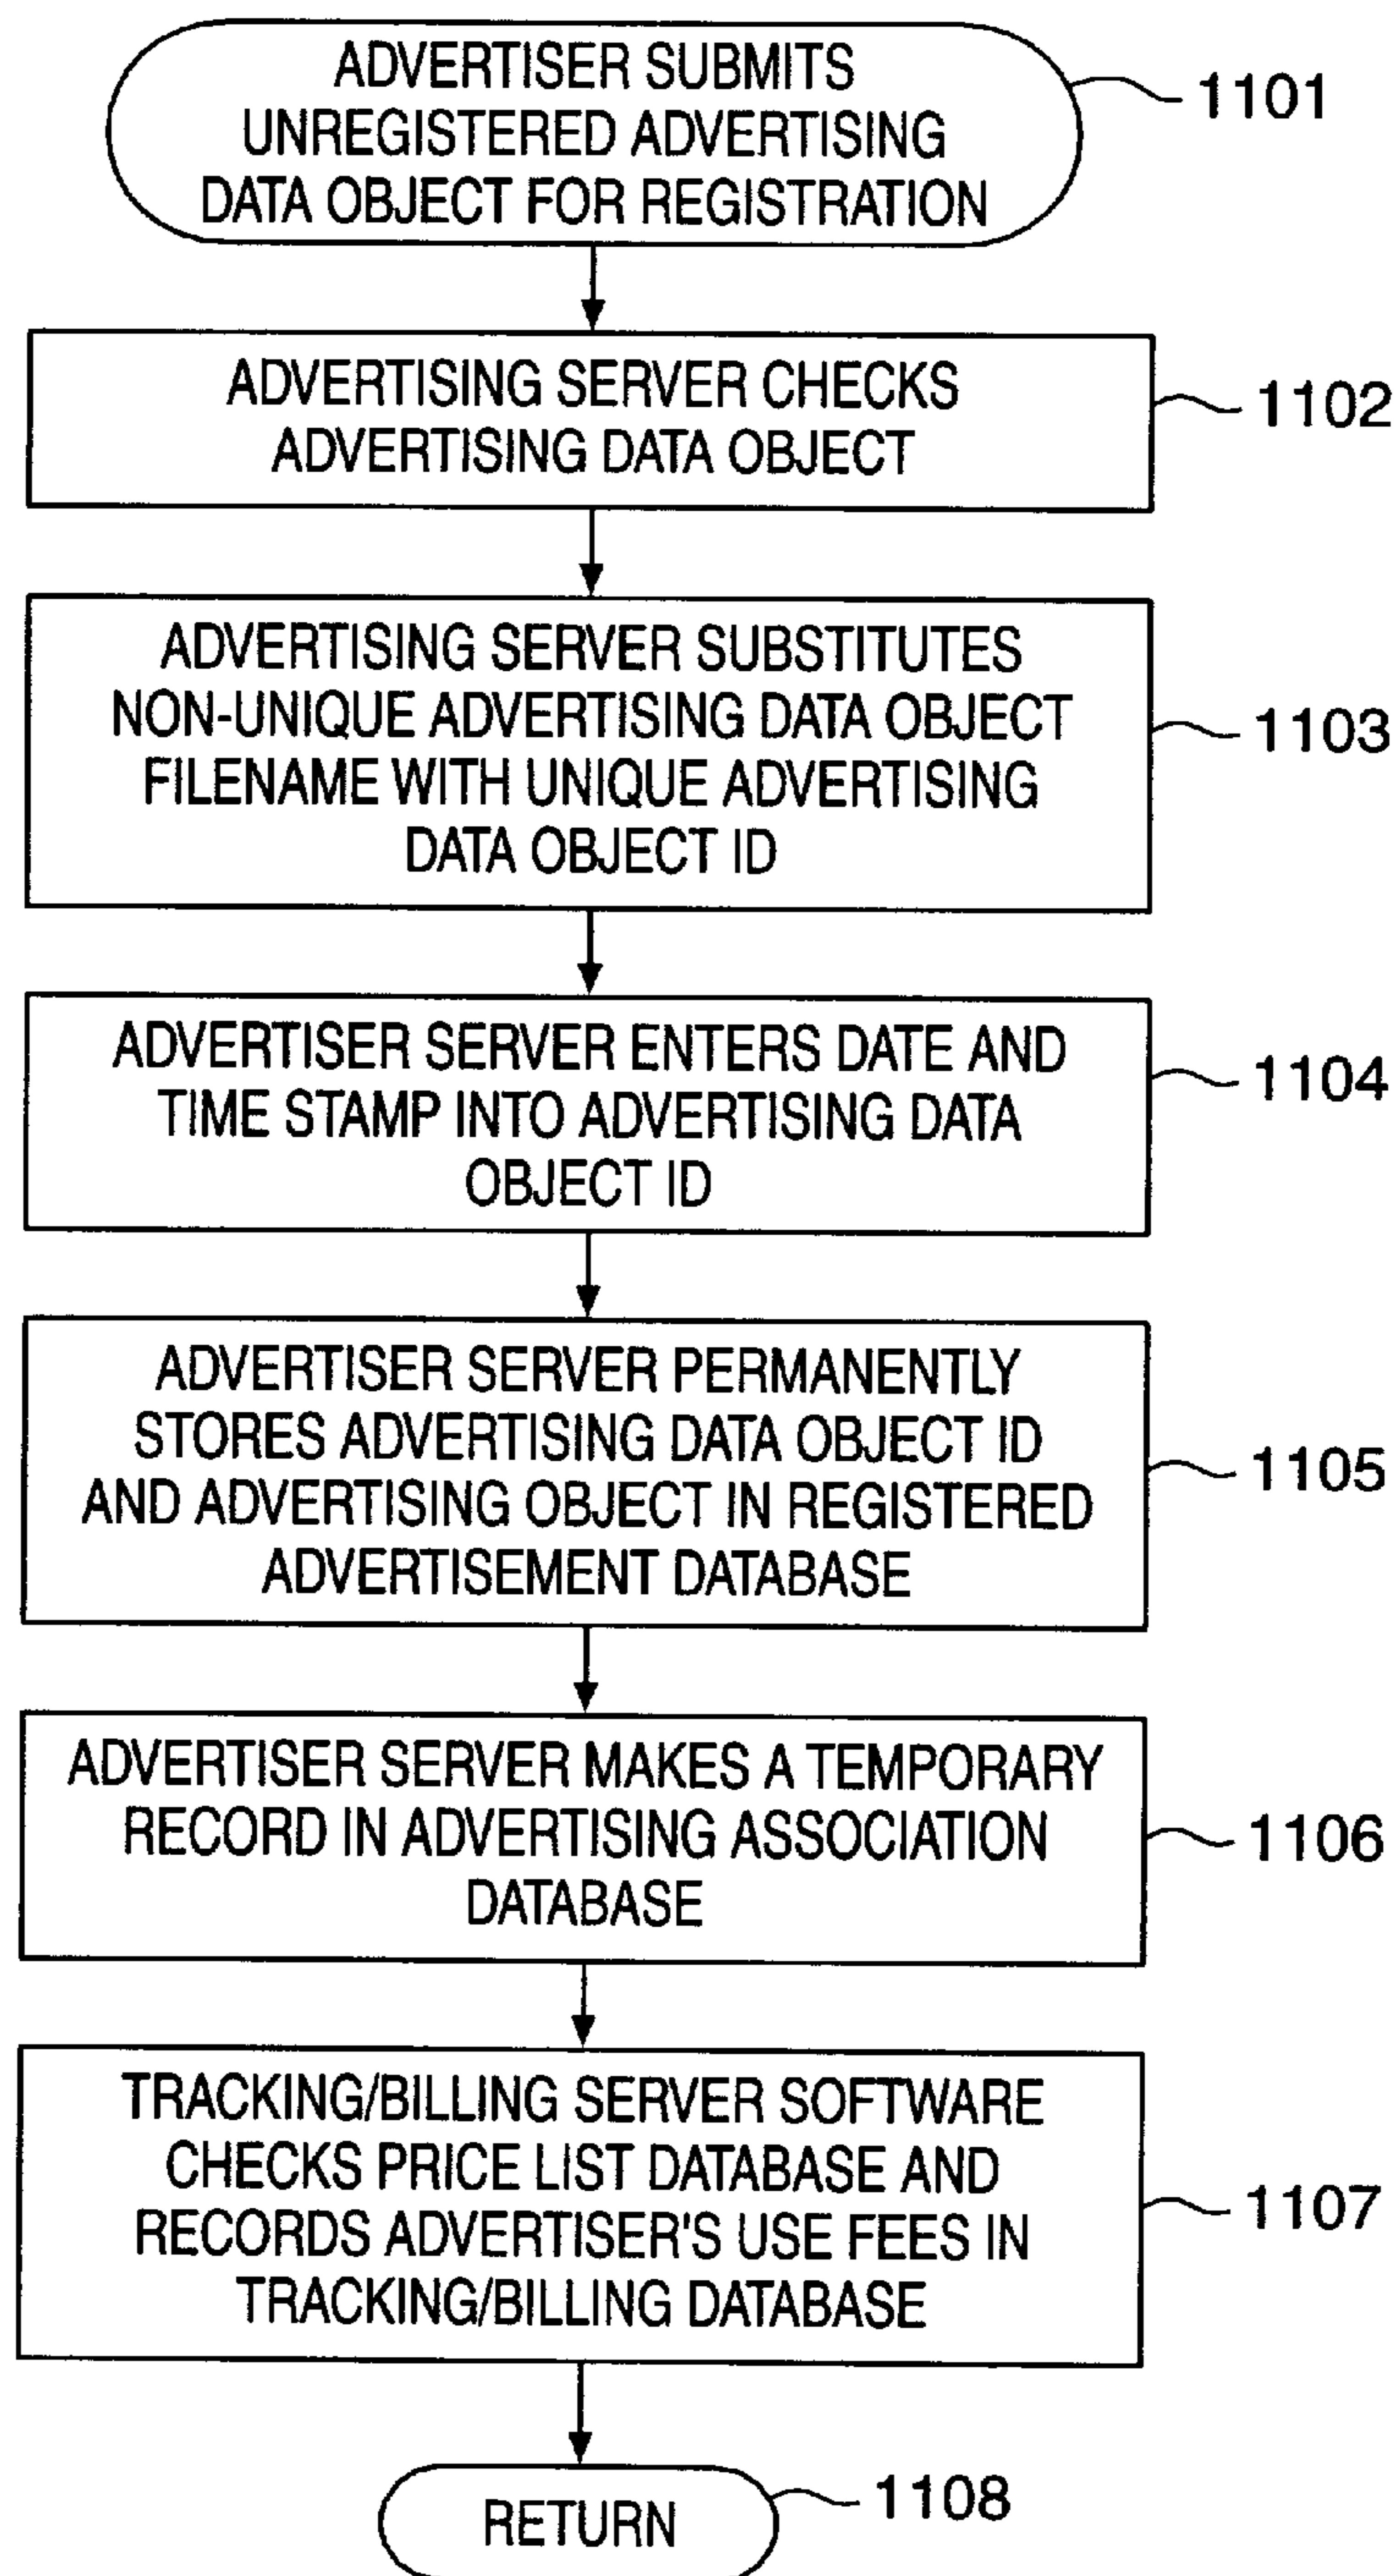 ADVERTISER SUBMITS
UNREGISTERED ADVERTISING
DATA OBJECT FOR REGISTRATION
1101
ADVERTISING SERVER CHECKS
ADVERTISING DATA OBJECT
1102
ADVERTISING SERVER SUBSTITUTES
NON-UNIQUE ADVERTISING DATA OBJECT
FILENAME WITH UNIQUE ADVERTISING
DATA OBJECT ID
1103
ADVERTISER SERVER ENTERS DATE AND
TIME STAMP INTO ADVERTISING DATA
OBJECT ID
1104
ADVERTISER SERVER PERMANENTLY
STORES ADVERTISING DATA OBJECT ID
AND ADVERTISING OBJECT IN REGISTERED
ADVERTISEMENT DATABASE
1105
ADVERTISER SERVER MAKES A TEMPORARY
RECORD IN ADVERTISING ASSOCIATION
DATABASE
1106
TRACKING/BILLING SERVER SOFTWARE
CHECKS PRICE LIST DATABASE AND
RECORDS ADVERTISER'S USE FEES IN
TRACKING/BILLING DATABASE
1107
RETURN
1108